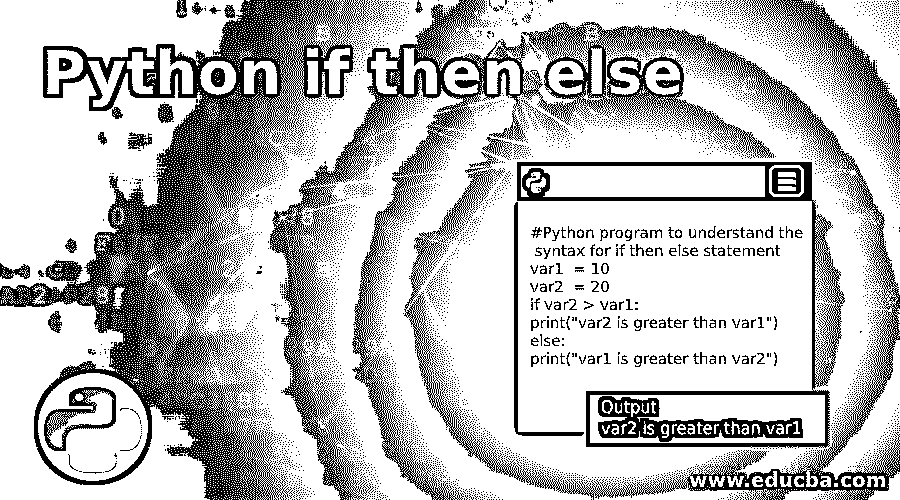 Python if then else
#Python program to understand the
syntax for if then else statement
var1 = 10
var2 = 20
if var2 > var1:
print("var2 is greater than var1")
else:
print("var1 is greater than var2")
Output
var2 is greater than var1
www.educba.com